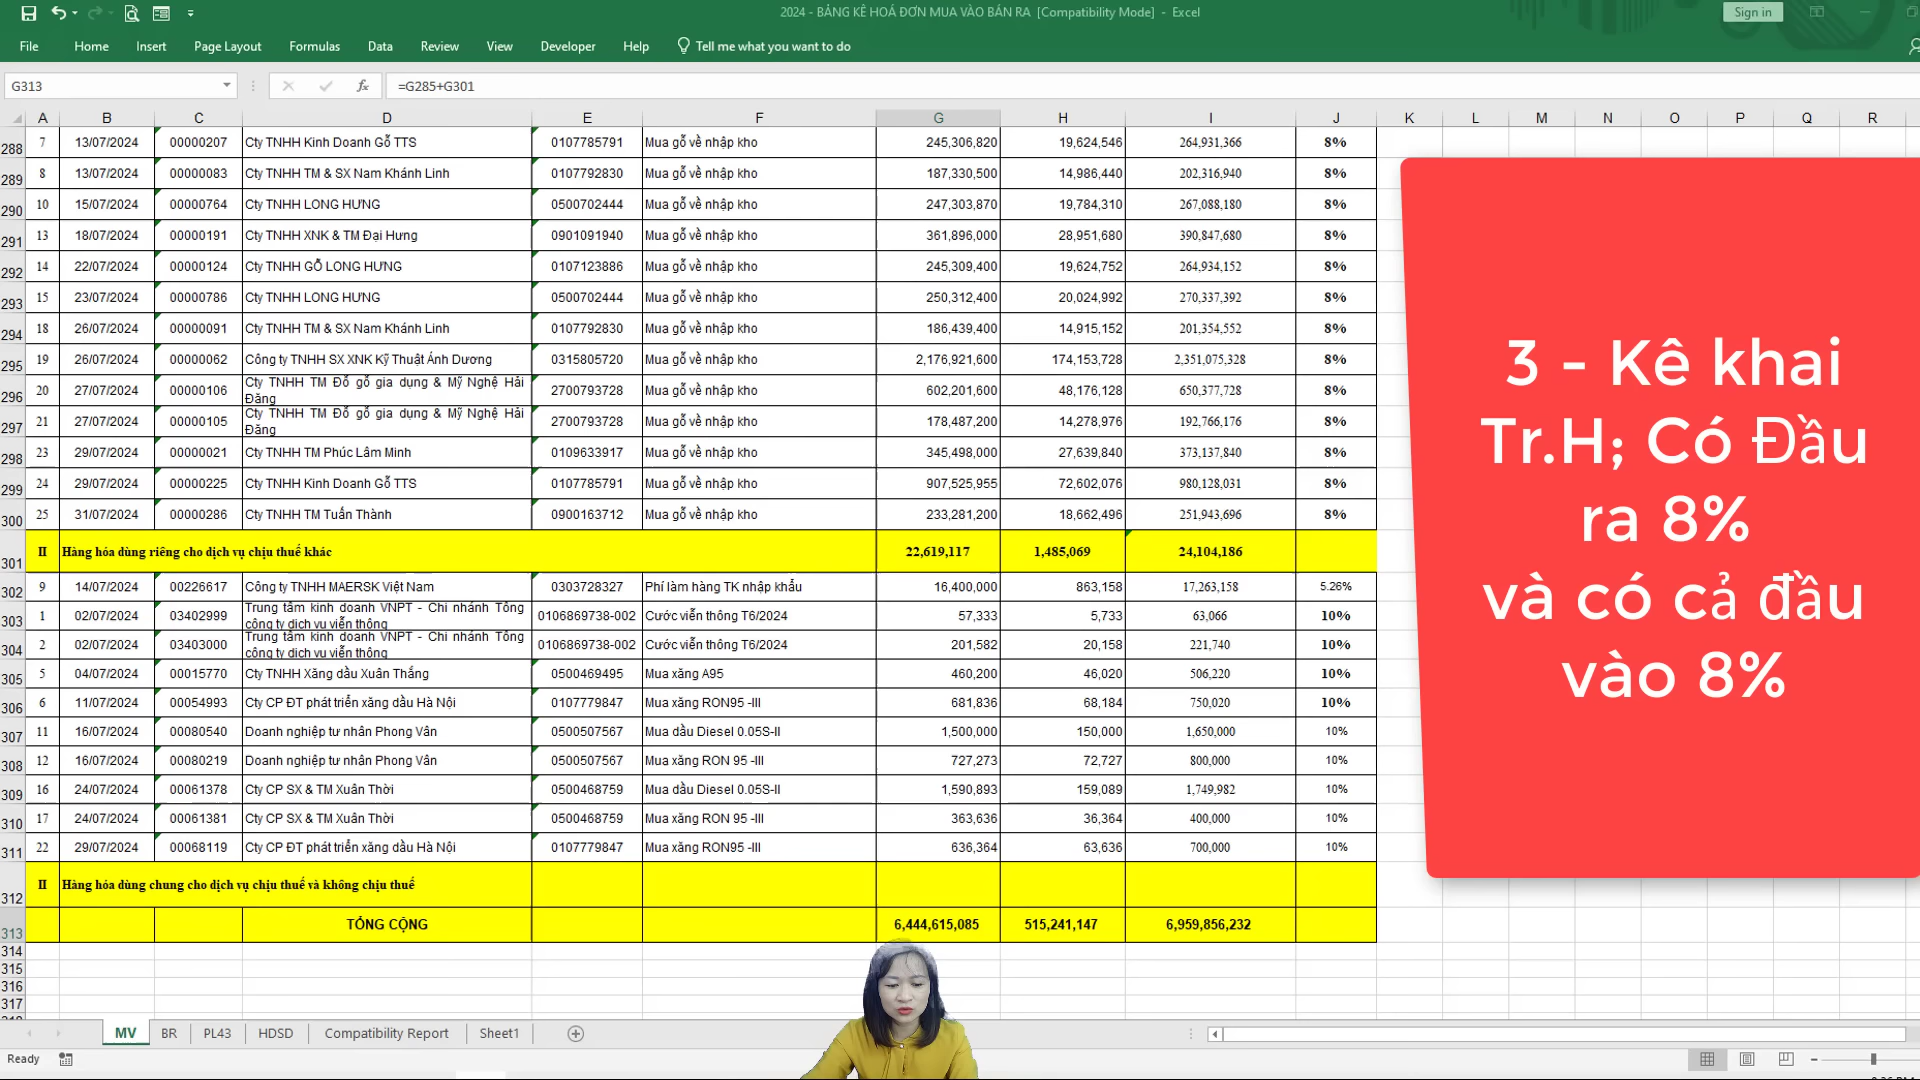 2024 - BẢNG KÊ HOÁ ĐƠN MUA VÀO BÁN RA [Compatibility Mode] - Excel
Sign in
File Home Insert Page Layout Formulas Data Review View Developer Help Tell me what you want to do
G313 fx =G285+G301
A B C D E F G H I J K L M N O P Q R
288 7 13/07/2024 00000207 Cty TNHH Kinh Doanh Gỗ TTS 0107785791 Mua gỗ về nhập kho 245,306,820 19,624,546 264,931,366 8%
289 8 13/07/2024 00000083 Cty TNHH TM & SX Nam Khánh Linh 0107792830 Mua gỗ về nhập kho 187,330,500 14,986,440 202,316,940 8%
290 10 15/07/2024 00000764 Cty TNHH LONG HƯNG 0500702444 Mua gỗ về nhập kho 247,303,870 19,784,310 267,088,180 8%
291 13 18/07/2024 00000191 Cty TNHH XNK & TM Đại Hưng 0901091940 Mua gỗ về nhập kho 361,896,000 28,951,680 390,847,680 8%
292 14 22/07/2024 00000124 Cty TNHH GỖ LONG HƯNG 0107123886 Mua gỗ về nhập kho 245,309,400 19,624,752 264,934,152 8%
293 15 23/07/2024 00000786 Cty TNHH LONG HƯNG 0500702444 Mua gỗ về nhập kho 250,312,400 20,024,992 270,337,392 8%
294 18 26/07/2024 00000091 Cty TNHH TM & SX Nam Khánh Linh 0107792830 Mua gỗ về nhập kho 186,439,400 14,915,152 201,354,552 8%
295 19 26/07/2024 00000062 Công ty TNHH SX XNK Kỹ Thuật Ánh Dương 0315805720 Mua gỗ về nhập kho 2,176,921,600 174,153,728 2,351,075,328 8%
296 20 27/07/2024 00000106 Cty TNHH TM Đồ gỗ gia dụng & Mỹ Nghệ Hải Đăng 2700793728 Mua gỗ về nhập kho 602,201,600 48,176,128 650,377,728 8%
297 21 27/07/2024 00000105 Cty TNHH TM Đồ gỗ gia dụng & Mỹ Nghệ Hải Đăng 2700793728 Mua gỗ về nhập kho 178,487,200 14,278,976 192,766,176 8%
298 23 29/07/2024 00000021 Cty TNHH TM Phúc Lâm Minh 0109633917 Mua gỗ về nhập kho 345,498,000 27,639,840 373,137,840 8%
299 24 29/07/2024 00000225 Cty TNHH Kinh Doanh Gỗ TTS 0107785791 Mua gỗ về nhập kho 907,525,955 72,602,076 980,128,031 8%
300 25 31/07/2024 00000286 Cty TNHH TM Tuấn Thành 0900163712 Mua gỗ về nhập kho 233,281,200 18,662,496 251,943,696 8%
301 II Hàng hóa dùng riêng cho dịch vụ chịu thuế khác 22,619,117 1,485,069 24,104,186
302 9 14/07/2024 00226617 Công ty TNHH MAERSK Việt Nam 0303728327 Phí làm hàng TK nhập khẩu 16,400,000 863,158 17,263,158 5.26%
303 1 02/07/2024 03402999 Trung tâm kinh doanh VNPT - Chi nhánh Tổng công ty dịch vụ viễn thông 0106869738-002 Cước viễn thông T6/2024 57,333 5,733 63,066 10%
304 2 02/07/2024 03403000 Trung tâm kinh doanh VNPT - Chi nhánh Tổng công ty dịch vụ viễn thông 0106869738-002 Cước viễn thông T6/2024 201,582 20,158 221,740 10%
305 5 04/07/2024 00015770 Cty TNHH Xăng dầu Xuân Thắng 0500469495 Mua xăng A95 460,200 46,020 506,220 10%
306 6 11/07/2024 00054993 Cty CP ĐT phát triển xăng dầu Hà Nội 0107779847 Mua xăng RON95 -III 681,836 68,184 750,020 10%
307 11 16/07/2024 00080540 Doanh nghiệp tư nhân Phong Vân 0500507567 Mua dầu Diesel 0.05S-II 1,500,000 150,000 1,650,000 10%
308 12 16/07/2024 00080219 Doanh nghiệp tư nhân Phong Vân 0500507567 Mua xăng RON 95 -III 727,273 72,727 800,000 10%
309 16 24/07/2024 00061378 Cty CP SX & TM Xuân Thời 0500468759 Mua dầu Diesel 0.05S-II 1,590,893 159,089 1,749,982 10%
310 17 24/07/2024 00061381 Cty CP SX & TM Xuân Thời 0500468759 Mua xăng RON 95 -III 363,636 36,364 400,000 10%
311 22 29/07/2024 00068119 Cty CP ĐT phát triển xăng dầu Hà Nội 0107779847 Mua xăng RON95 -III 636,364 63,636 700,000 10%
312 II Hàng hóa dùng chung cho dịch vụ chịu thuế và không chịu thuế
313 TỔNG CỘNG 6,444,615,085 515,241,147 6,959,856,232
314
315
316
317
3 - Kê khai
Tr.H; Có Đầu
ra 8%
và có cả đầu
vào 8%
MV BR PL43 HDSD Compatibility Report Sheet1
Ready